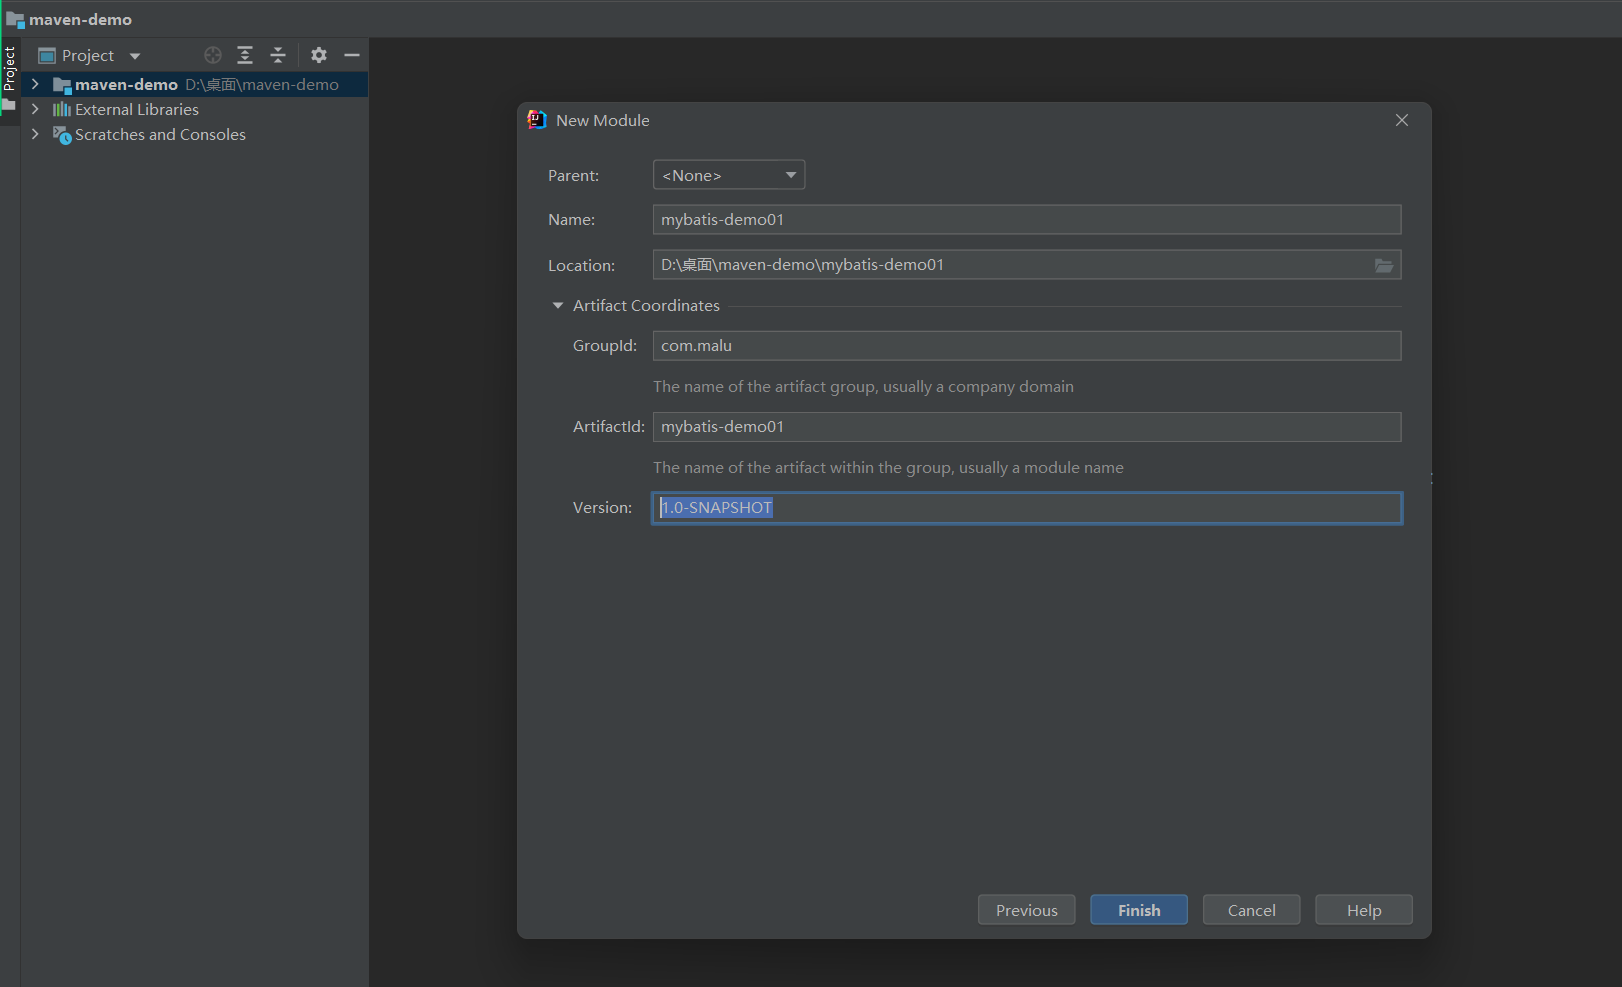 maven-demo
Project
Project
maven-demo D:\桌面\maven-demo
External Libraries
Scratches and Consoles
New Module
Parent: <None>
Name: mybatis-demo01
Location: D:\桌面\maven-demo\mybatis-demo01
Artifact Coordinates
GroupId: com.malu
The name of the artifact group, usually a company domain
ArtifactId: mybatis-demo01
The name of the artifact within the group, usually a module name
Version: 1.0-SNAPSHOT
Previous Finish Cancel Help